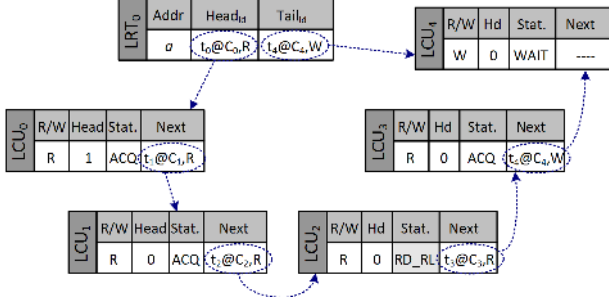 LRT0 Addr Head_Id Tail_Id
a t0@C0,R t4@C4,W
LCU4 R/W Hd Stat. Next
W 0 WAIT ----
LCU0 R/W Head Stat. Next
R 1 ACQ t1@C1,R
LCU3 R/W Hd Stat. Next
R 0 ACQ t4@C4,W
LCU1 R/W Head Stat. Next
R 0 ACQ t2@C2,R
LCU2 R/W Hd Stat. Next
R 0 RD_RL t3@C3,R